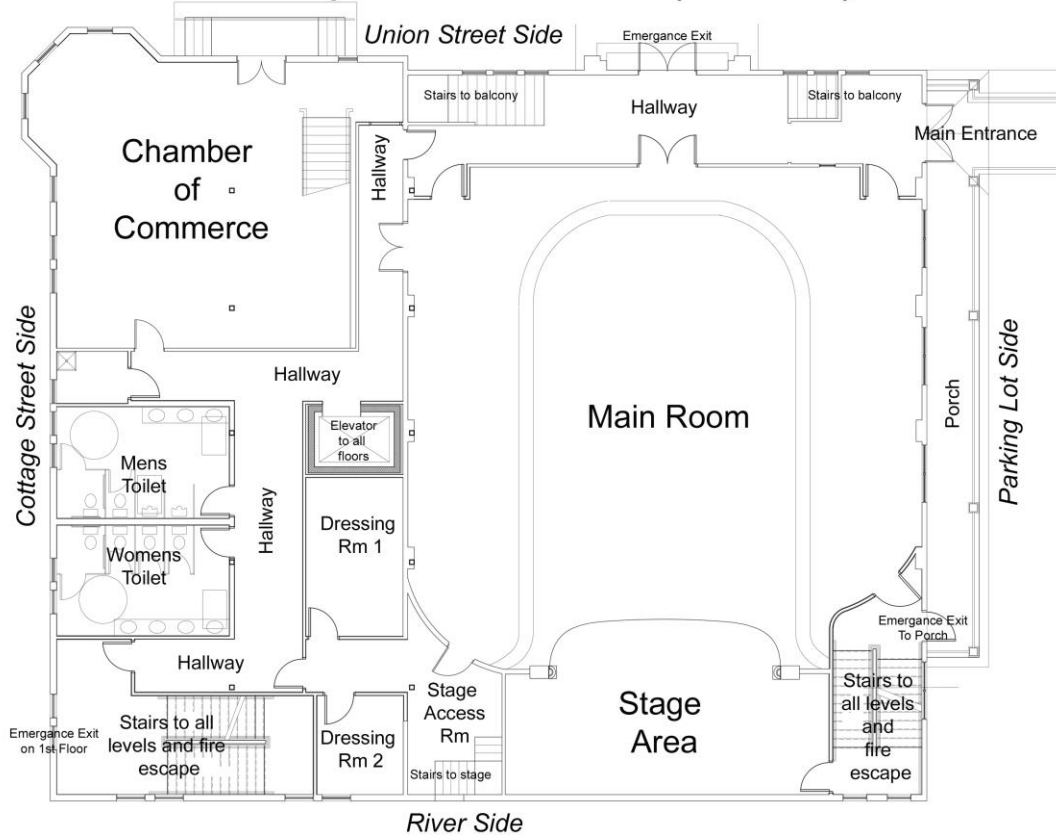 Union Street Side
Emergance Exit
Stairs to balcony
Hallway
Stairs to balcony
Main Entrance
Chamber
of
Commerce
Hallway
Cottage Street Side
Hallway
Main Room
Porch
Parking Lot Side
Elevator
to all
floors
Mens
Toilet
Hallway
Dressing
Rm 1
Womens
Toilet
Emergance Exit
To Porch
Hallway
Stage
Access
Rm
Stage
Area
Stairs to
all levels
and
fire
escape
Emergance Exit
on 1st Floor
Stairs to all
levels and fire
escape
Dressing
Rm 2
Stairs to stage
River Side